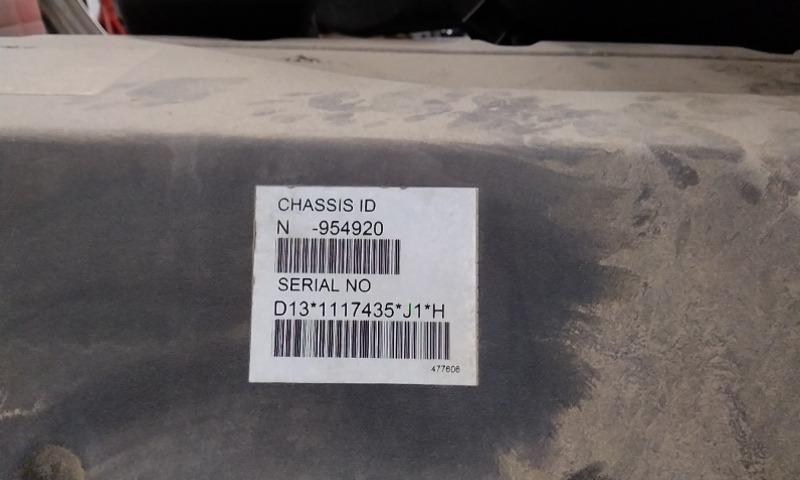 CHASSIS ID
N -954920
SERIAL NO
D13*1117435*J1*H
477606